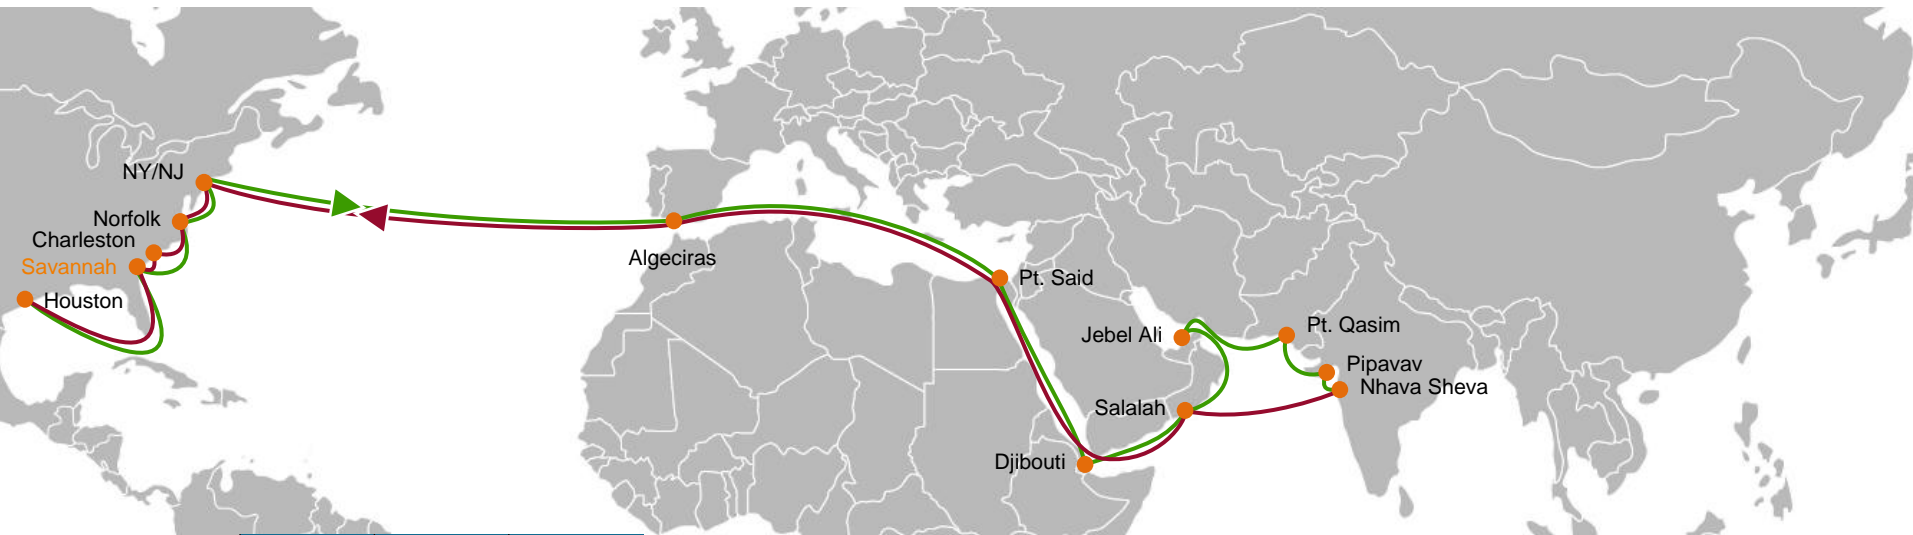 NY/NJ
Norfolk
Charleston
Savannah
Houston
Algeciras
Pt. Said
Jebel Ali
Pt. Qasim
Pipavav
Nhava Sheva
Salalah
Djibouti